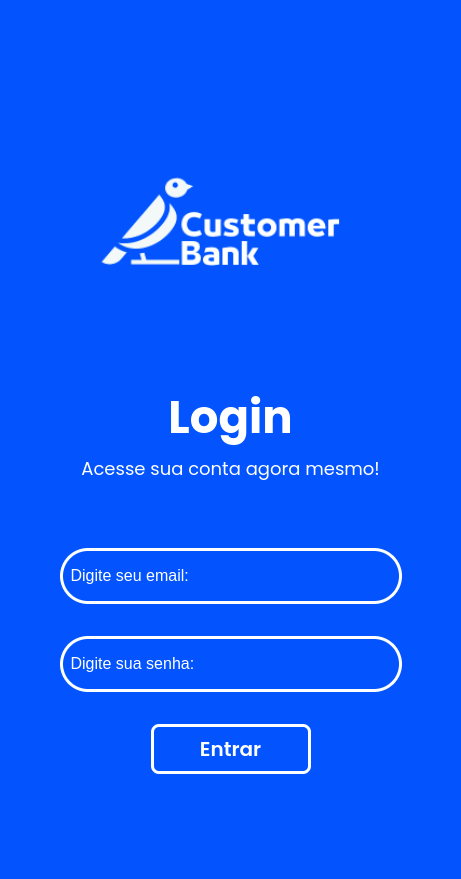 Customer
Bank
Login
Acesse sua conta agora mesmo!
Digite seu email:
Digite sua senha:
Entrar